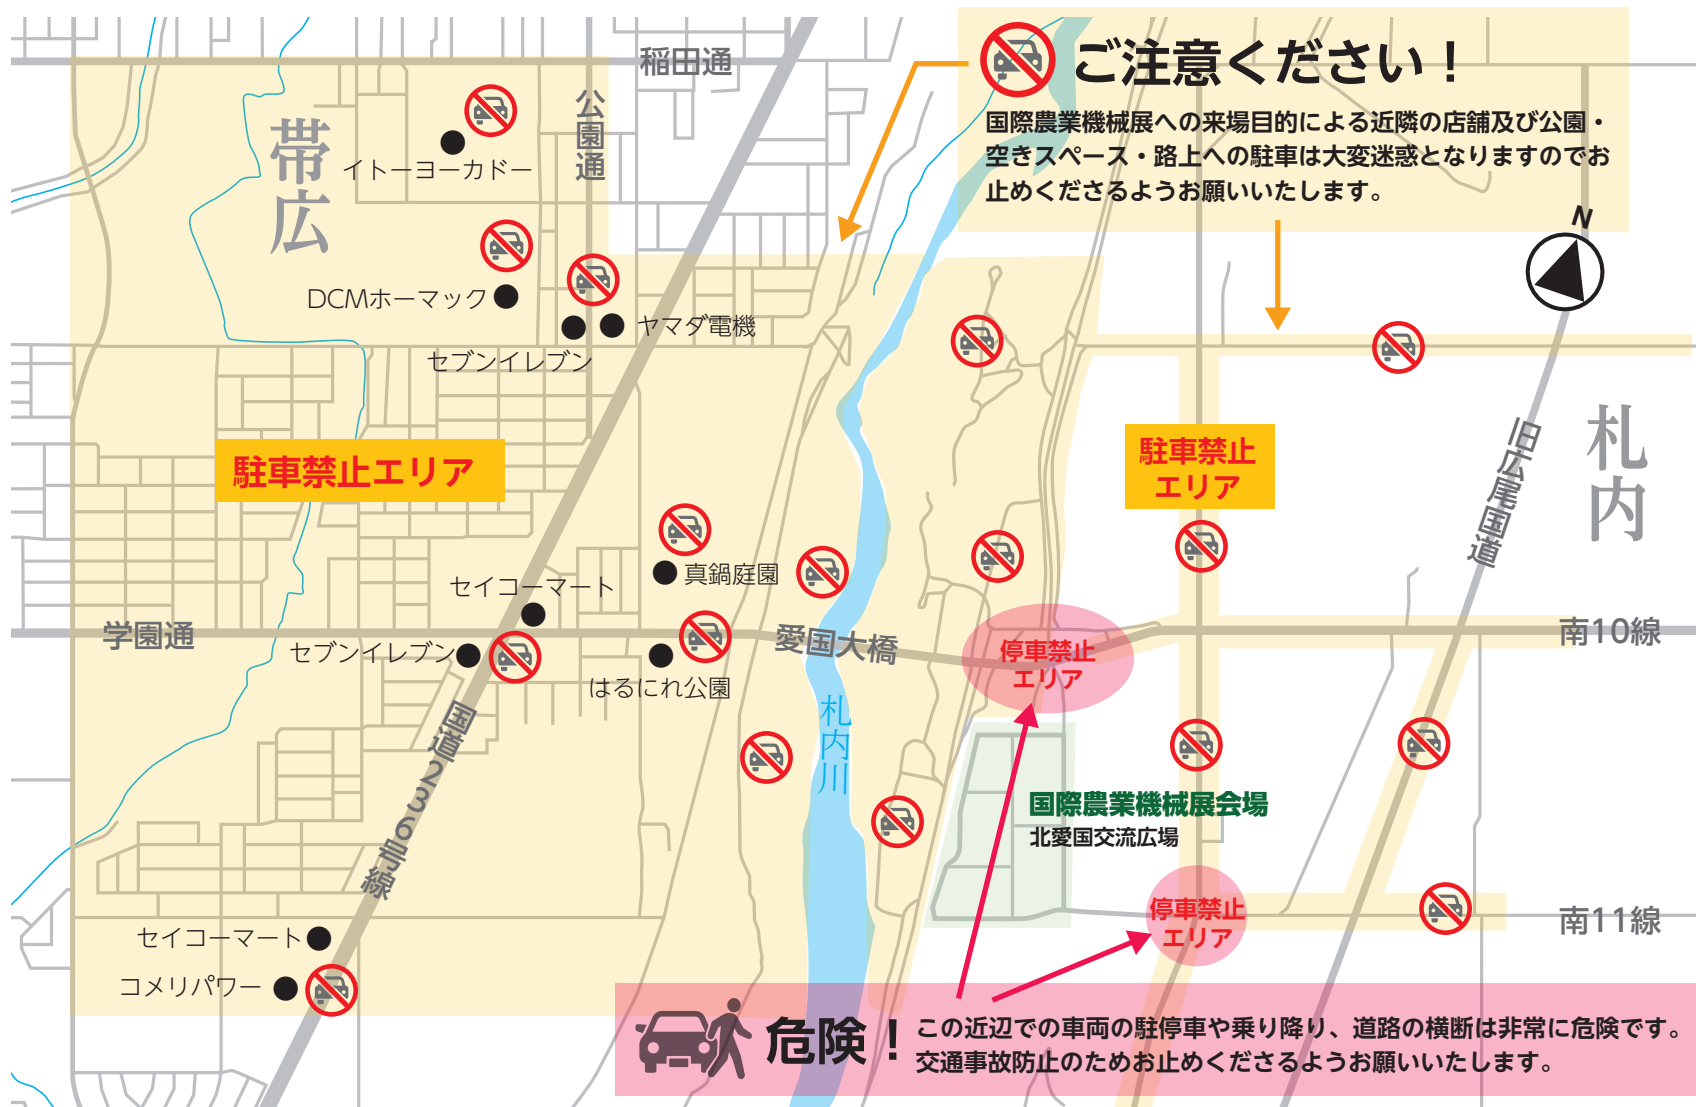 稲田通
ご注意ください！
国際農業機械展への来場目的による近隣の店舗及び公園・
空きスペース・路上への駐車は大変迷惑となりますのでお
止めくださるようお願いいたします。
公園通
帯広
イトーヨーカドー
N
DCMホーマック
ヤマダ電機
セブンイレブン
札内
旧広尾国道
駐車禁止エリア
駐車禁止
エリア
真鍋庭園
セイコーマート
学園通
セブンイレブン
愛国大橋
停車禁止
エリア
南10線
はるにれ公園
札内川
国道236号線
国際農業機械展会場
北愛国交流広場
停車禁止
エリア
南11線
セイコーマート
コメリパワー
危険！
この近辺での車両の駐停車や乗り降り、道路の横断は非常に危険です。
交通事故防止のためお止めくださるようお願いいたします。